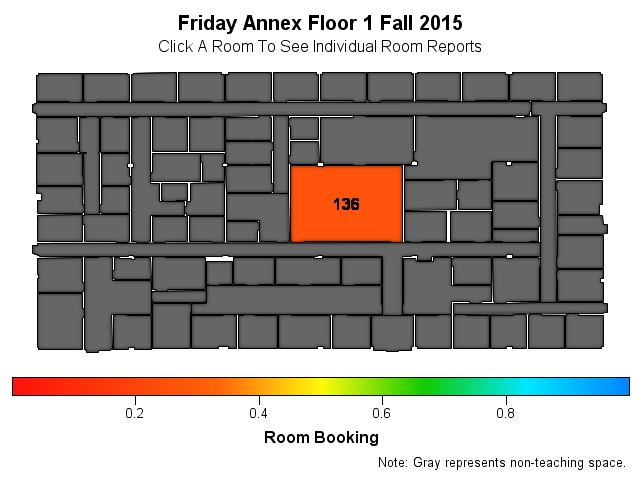 Friday Annex Floor 1 Fall 2015
Click A Room To See Individual Room Reports
136
0.2 0.4 0.6 0.8
Room Booking
Note: Gray represents non-teaching space.